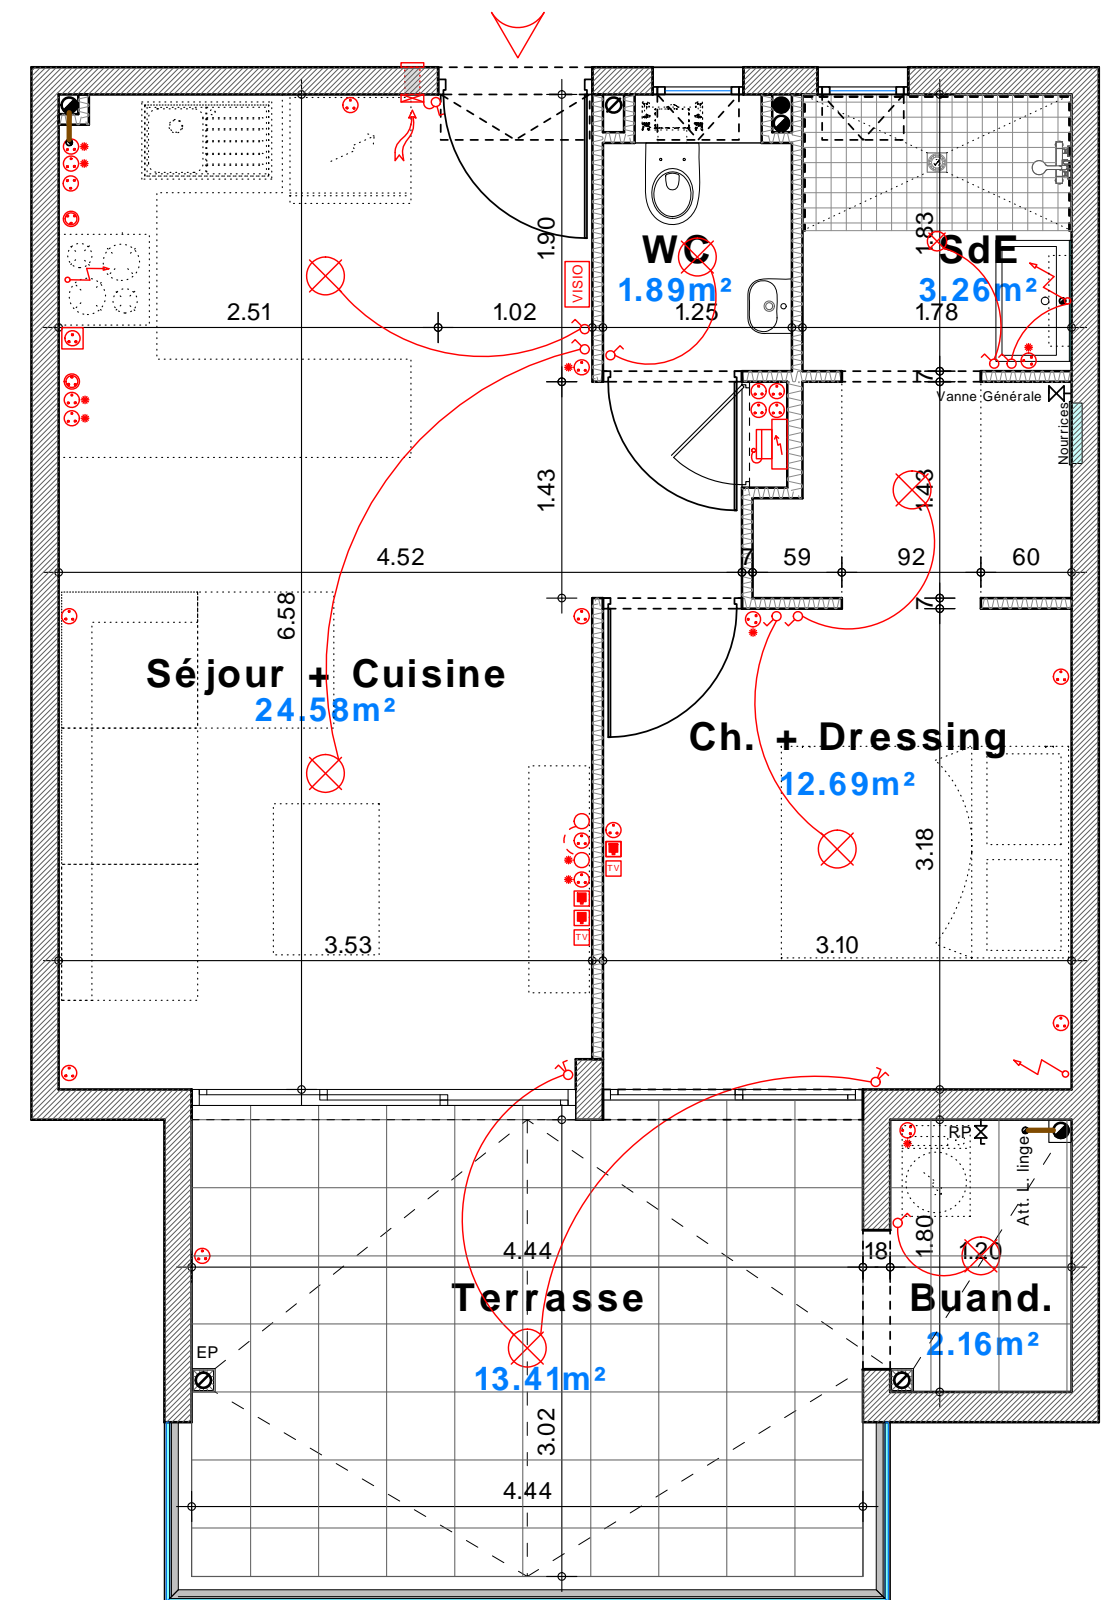 1.90
VISIO
WC
1.89m²
1.83
SdE
3.26m²
2.51
1.02
1.25
1.78
7
Vanne Générale
Nourrices
1.43
1.43
4.52
7
59
92
60
6.58
7
Séjour + Cuisine
24.58m²
Ch. + Dressing
12.69m²
3.18
TV
TV
3.53
3.10
RP
Att. L. linge
1.80
4.44
18
1.20
Terrasse
Buand.
EP
2.16m²
13.41m²
3.02
4.44